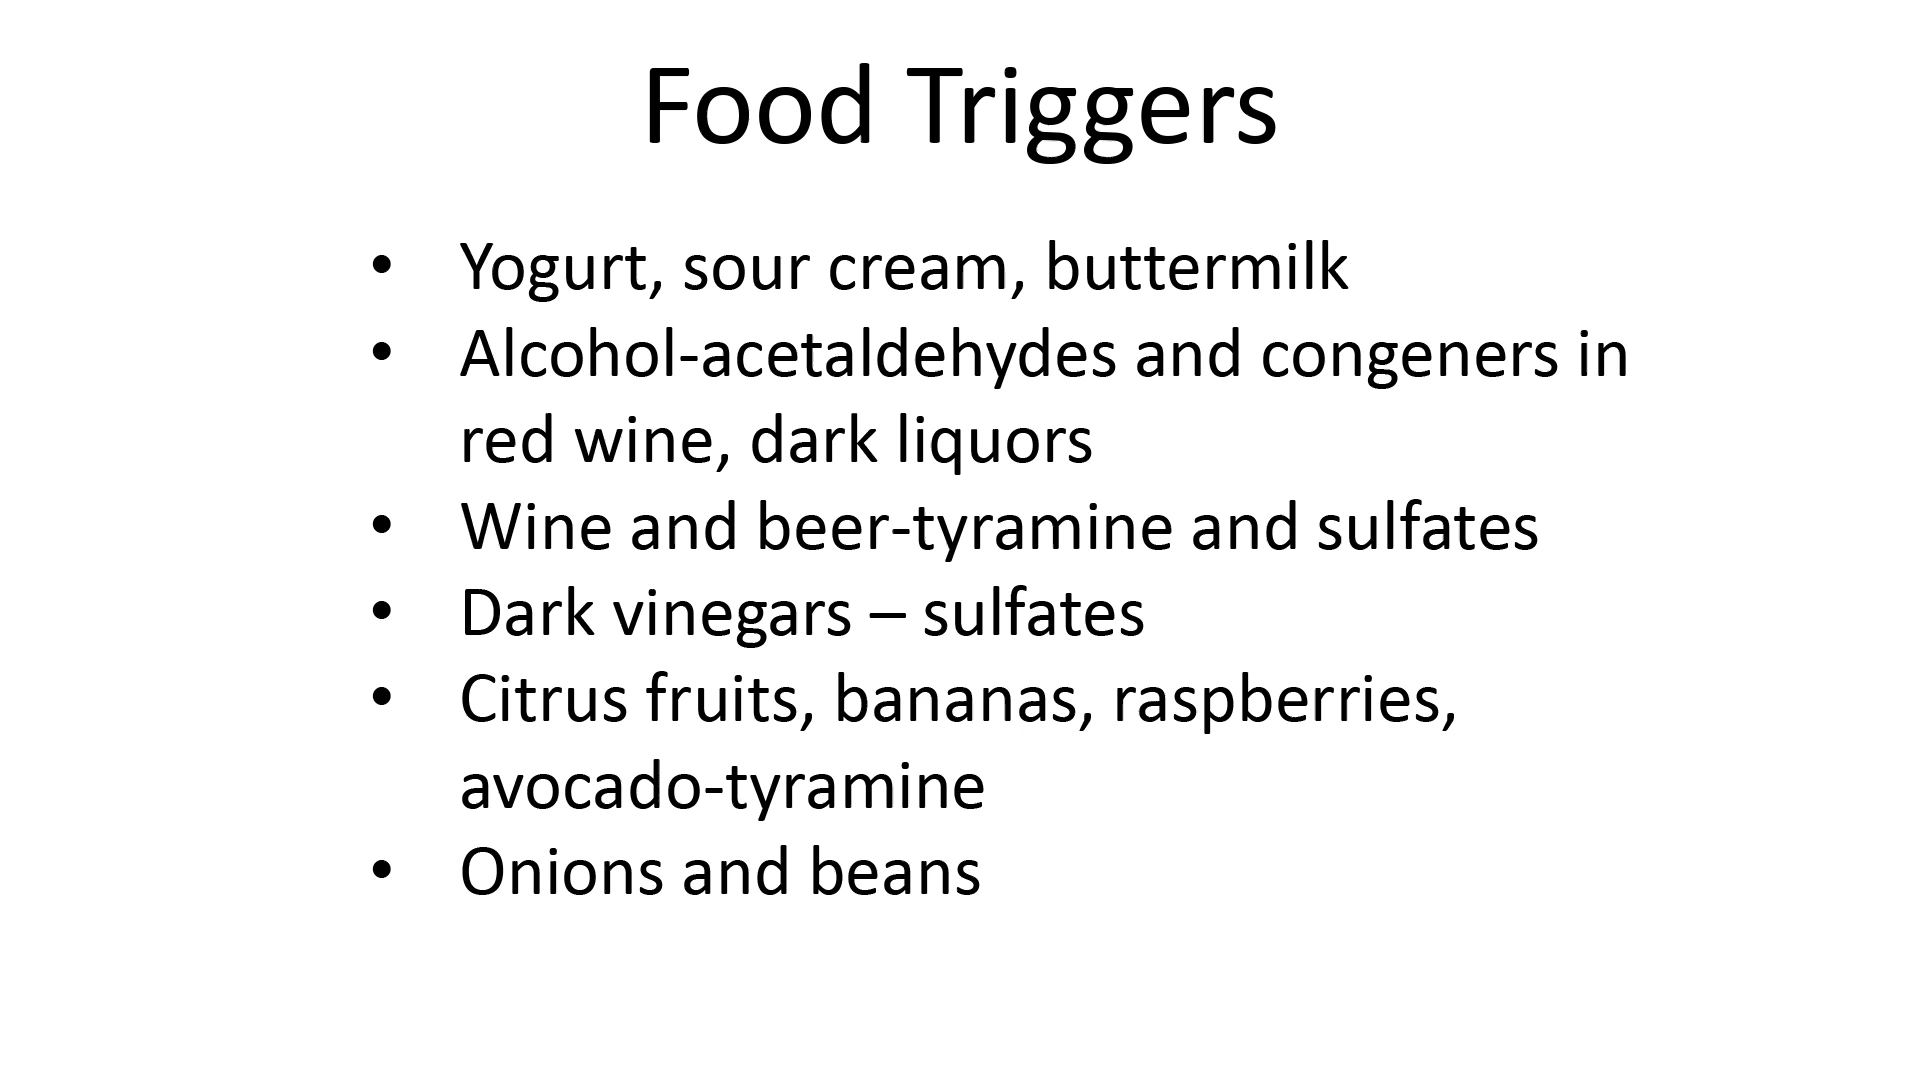 Food Triggers
• Yogurt, sour cream, buttermilk
• Alcohol-acetaldehydes and congeners in
red wine, dark liquors
• Wine and beer-tyramine and sulfates
• Dark vinegars – sulfates
• Citrus fruits, bananas, raspberries,
avocado-tyramine
• Onions and beans